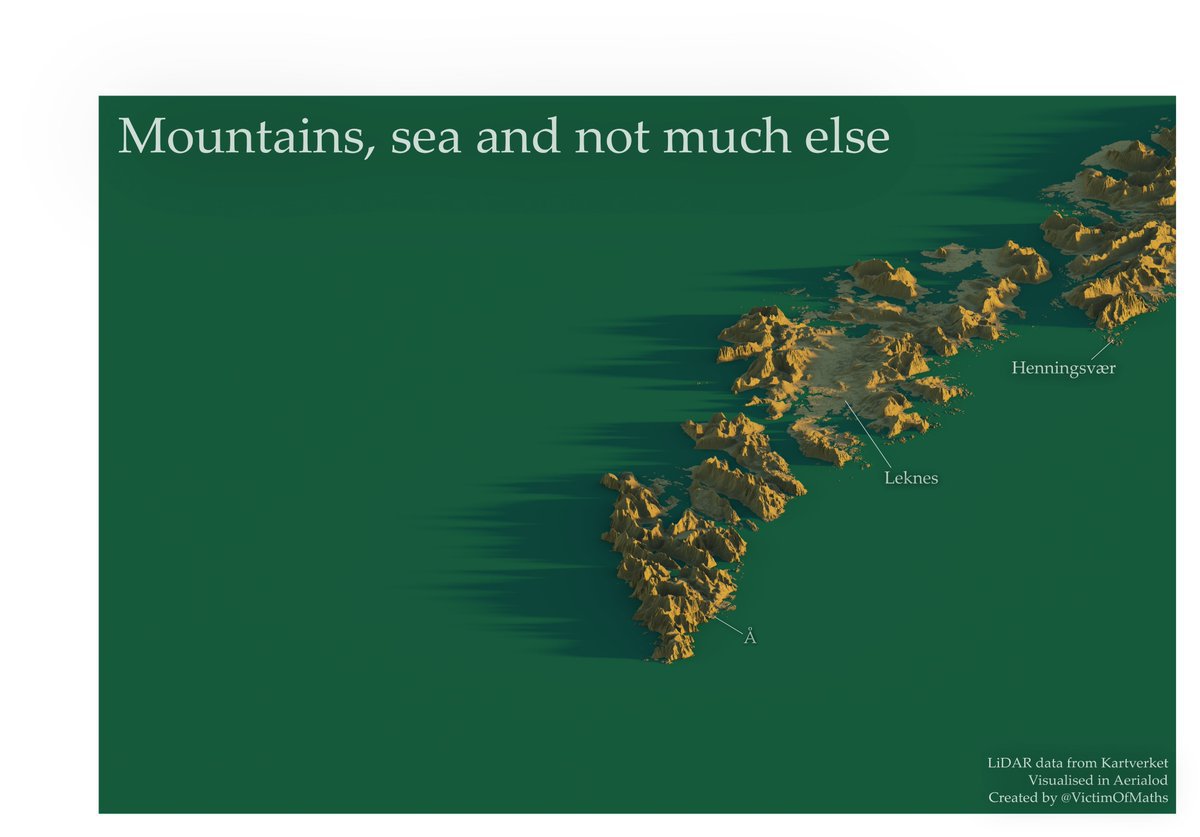 Mountains, sea and not much else
Henningsvær
Leknes
Å
LiDAR data from Kartverket
Visualised in Aerialod
Created by @VictimOfMaths